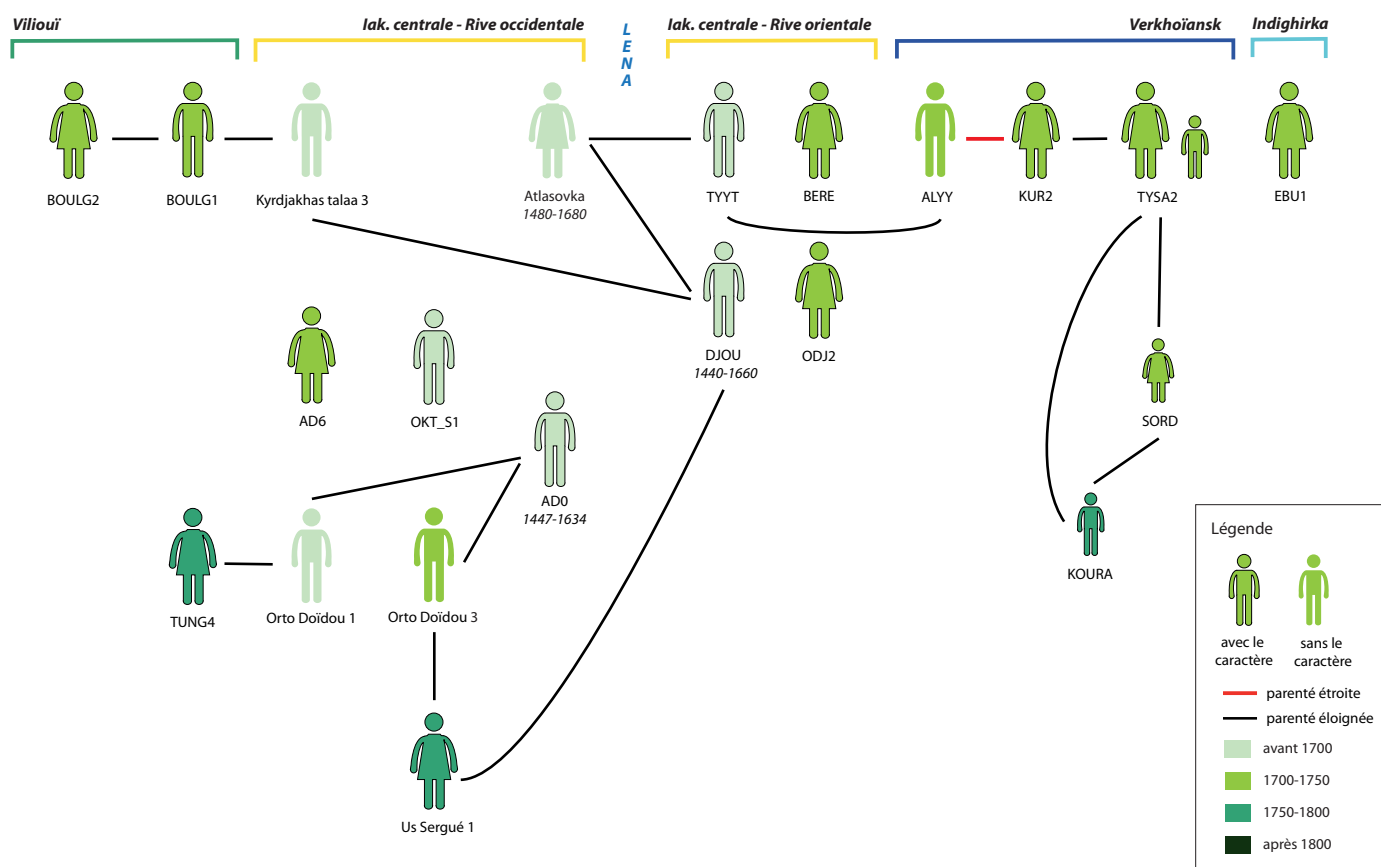 Viliouï
Iak. centrale - Rive occidentale
L
E
N
A
Iak. centrale - Rive orientale
Verkhoïansk
Indighirka
BOULG2
BOULG1
Kyrdjakhas talaa 3
Atlasovka
1480-1680
TYYT
BERE
ALYY
KUR2
TYSA2
EBU1
DJOU
1440-1660
ODJ2
AD6
OKT_S1
SORD
AD0
1447-1634
KOURA
TUNG4
Orto Doïdou 1
Orto Doïdou 3
Us Sergué 1
Légende
avec le
caractère
sans le
caractère
parenté étroite
parenté éloignée
avant 1700
1700-1750
1750-1800
après 1800